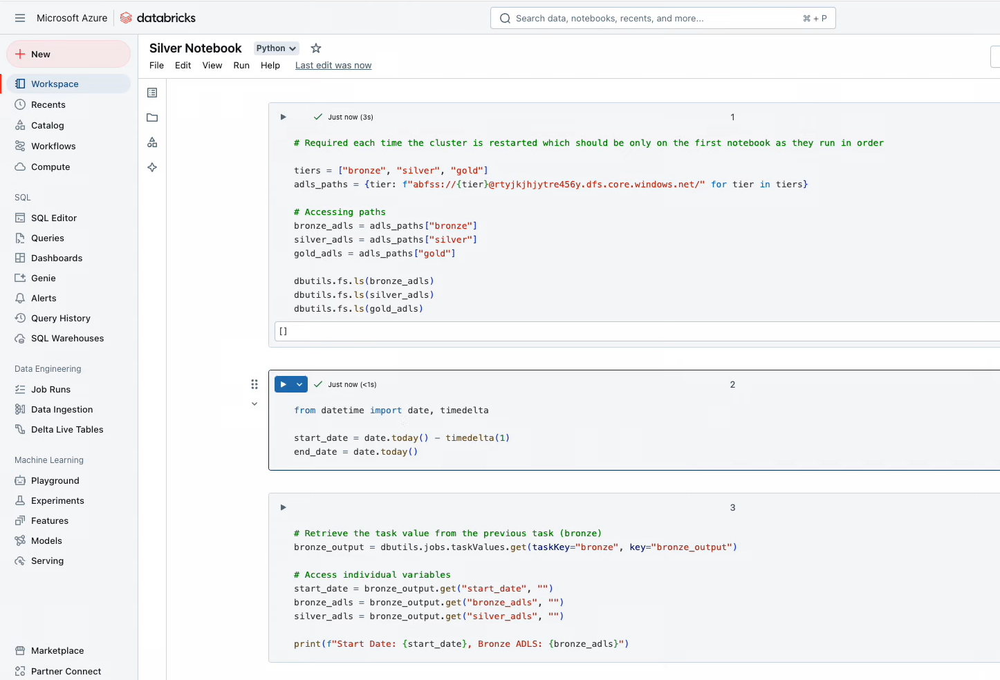 Microsoft Azure databricks
Search data, notebooks, recents, and more... ⌘ + P
New
Workspace
Recents
Catalog
Workflows
Compute
SQL
SQL Editor
Queries
Dashboards
Genie
Alerts
Query History
SQL Warehouses
Data Engineering
Job Runs
Data Ingestion
Delta Live Tables
Machine Learning
Playground
Experiments
Features
Models
Serving
Marketplace
Partner Connect
Silver Notebook Python
File Edit View Run Help Last edit was now
Just now (3s) 1
# Required each time the cluster is restarted which should be only on the first notebook as they run in order
tiers = ["bronze", "silver", "gold"]
adls_paths = {tier: f"abfss://{tier}@rtyjkjhjytre456y.dfs.core.windows.net/" for tier in tiers}
# Accessing paths
bronze_adls = adls_paths["bronze"]
silver_adls = adls_paths["silver"]
gold_adls = adls_paths["gold"]
dbutils.fs.ls(bronze_adls)
dbutils.fs.ls(silver_adls)
dbutils.fs.ls(gold_adls)
[]
Just now (<1s) 2
from datetime import date, timedelta
start_date = date.today() - timedelta(1)
end_date = date.today()
3
# Retrieve the task value from the previous task (bronze)
bronze_output = dbutils.jobs.taskValues.get(taskKey="bronze", key="bronze_output")
# Access individual variables
start_date = bronze_output.get("start_date", "")
bronze_adls = bronze_output.get("bronze_adls", "")
silver_adls = bronze_output.get("silver_adls", "")
print(f"Start Date: {start_date}, Bronze ADLS: {bronze_adls}")